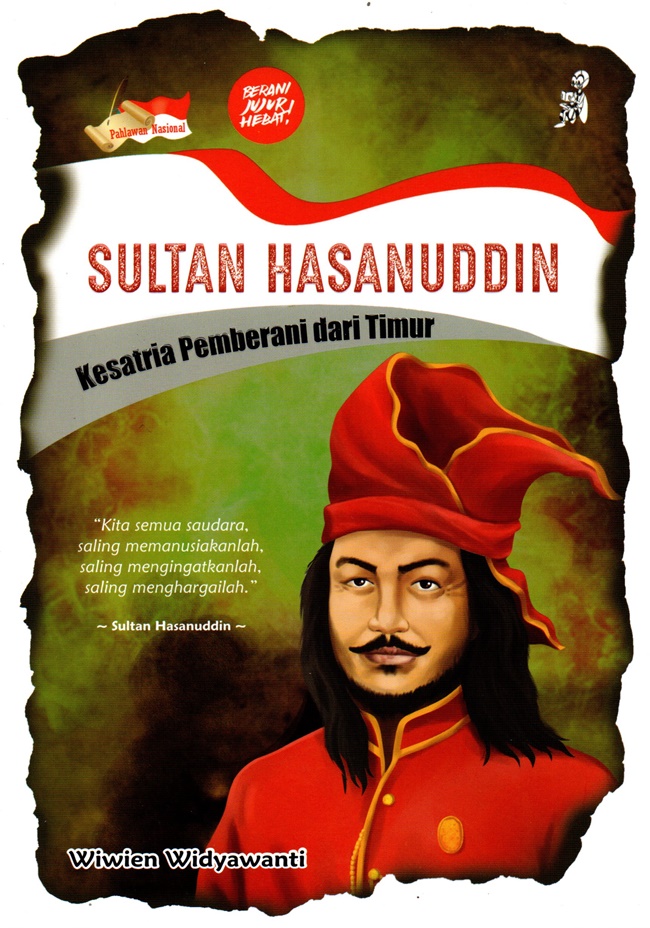 Pahlawan Nasional
BERANI
JUJUR
HEBAT!
SULTAN HASANUDDIN
Kesatria Pemberani dari Timur
“Kita semua saudara,
saling memanusiakanlah,
saling mengingatkanlah,
saling menghargailah.”
~ Sultan Hasanuddin ~
Wiwien Widyawanti